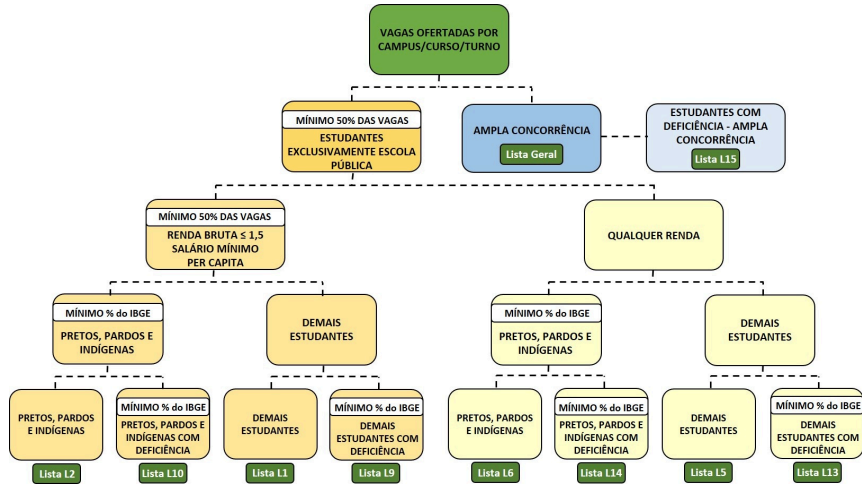 VAGAS OFERTADAS POR
CAMPUS/CURSO/TURNO
MÍNIMO 50% DAS VAGAS
ESTUDANTES
EXCLUSIVAMENTE ESCOLA
PÚBLICA
AMPLA CONCORRÊNCIA
Lista Geral
ESTUDANTES COM
DEFICIÊNCIA - AMPLA
CONCORRÊNCIA
Lista L15
MÍNIMO 50% DAS VAGAS
RENDA BRUTA ≤ 1,5
SALÁRIO MÍNIMO
PER CAPITA
QUALQUER RENDA
MÍNIMO % do IBGE
PRETOS, PARDOS E
INDÍGENAS
DEMAIS
ESTUDANTES
MÍNIMO % do IBGE
PRETOS, PARDOS E
INDÍGENAS
DEMAIS
ESTUDANTES
PRETOS, PARDOS
E INDÍGENAS
Lista L2
MÍNIMO % do IBGE
PRETOS, PARDOS E
INDÍGENAS COM
DEFICIÊNCIA
Lista L10
DEMAIS
ESTUDANTES
Lista L1
MÍNIMO % do IBGE
DEMAIS
ESTUDANTES COM
DEFICIÊNCIA
Lista L9
PRETOS, PARDOS
E INDÍGENAS
Lista L6
MÍNIMO % do IBGE
PRETOS, PARDOS E
INDÍGENAS COM
DEFICIÊNCIA
Lista L14
DEMAIS
ESTUDANTES
Lista L5
MÍNIMO % do IBGE
DEMAIS
ESTUDANTES COM
DEFICIÊNCIA
Lista L13